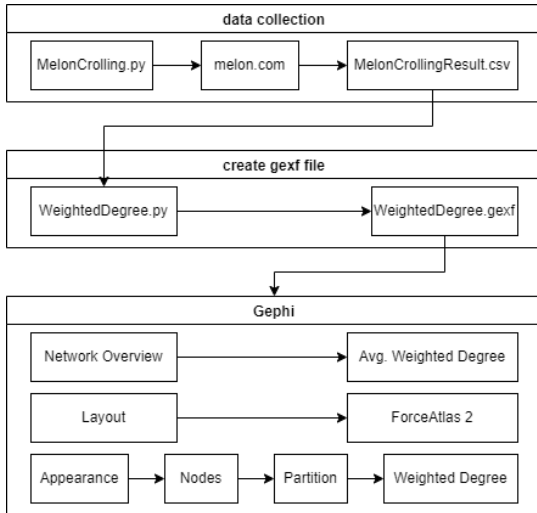 data collection
MelonCrolling.py melon.com MelonCrollingResult.csv
create gexf file
WeightedDegree.py WeightedDegree.gexf
Gephi
Network Overview Avg. Weighted Degree
Layout ForceAtlas 2
Appearance Nodes Partition Weighted Degree